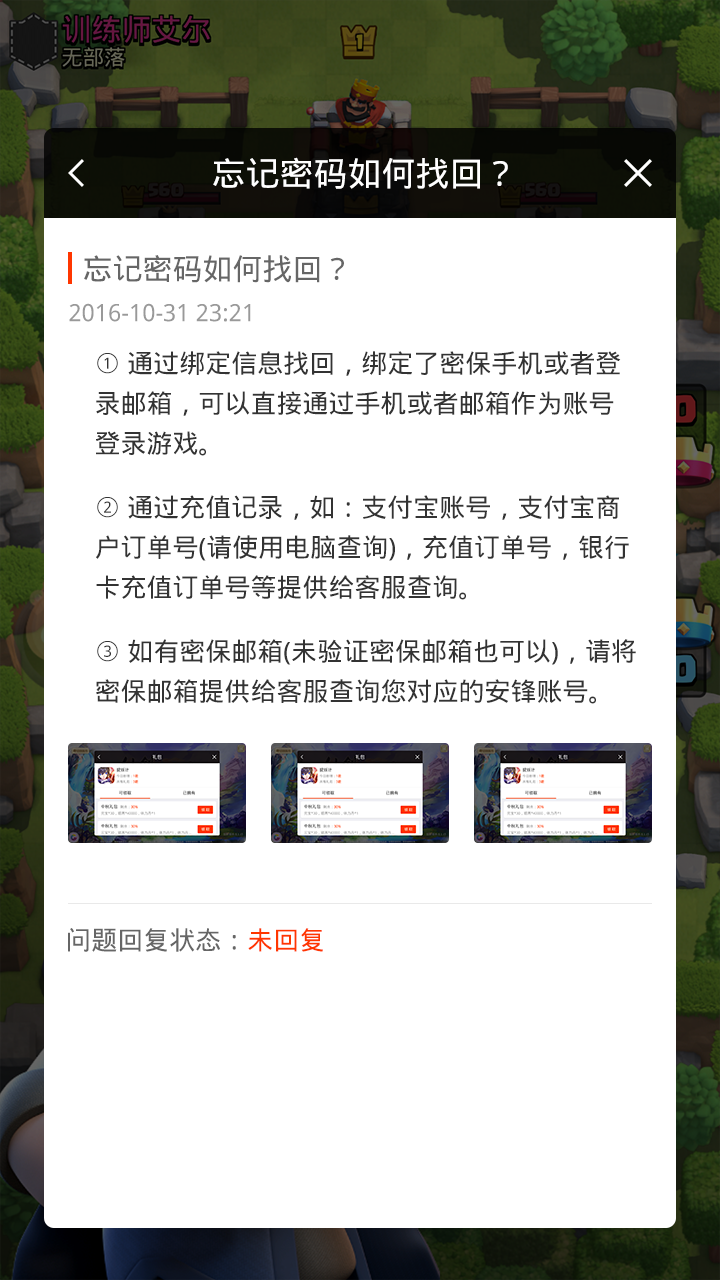 训练师艾尔
无部落
1
忘记密码如何找回？
560
560
忘记密码如何找回？
2016-10-31 23:21
① 通过绑定信息找回，绑定了密保手机或者登
录邮箱，可以直接通过手机或者邮箱作为账号
登录游戏。
② 通过充值记录，如：支付宝账号，支付宝商
户订单号(请使用电脑查询)，充值订单号，银行
卡充值订单号等提供给客服查询。
③ 如有密保邮箱(未验证密保邮箱也可以)，请将
密保邮箱提供给客服查询您对应的安锋账号。
礼包
礼包
礼包
问题回复状态：未回复